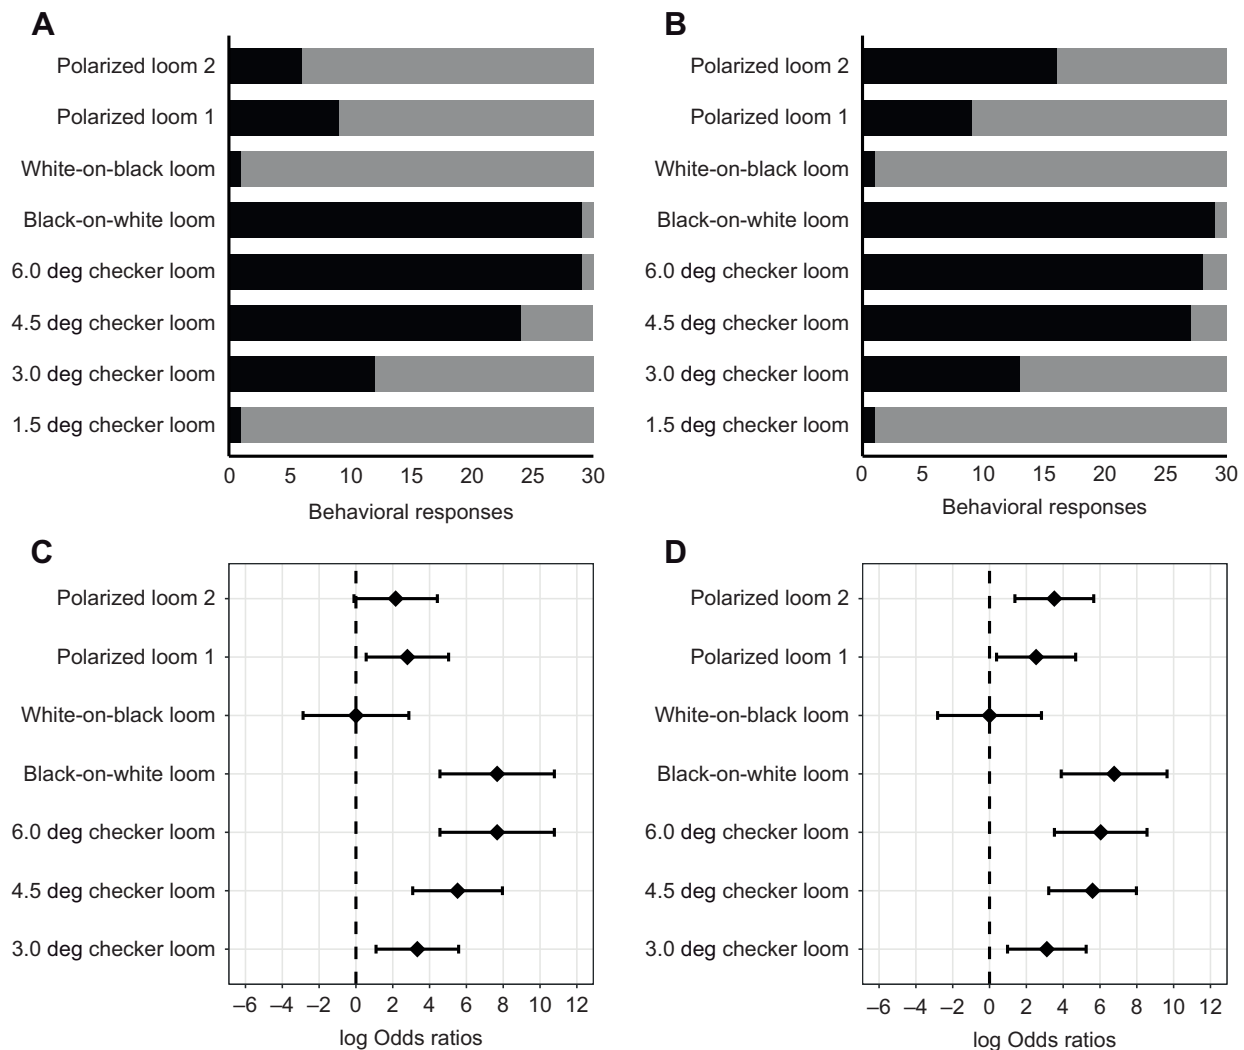 A
Polarized loom 2
Polarized loom 1
White-on-black loom
Black-on-white loom
6.0 deg checker loom
4.5 deg checker loom
3.0 deg checker loom
1.5 deg checker loom
0 5 10 15 20 25 30
Behavioral responses
B
Polarized loom 2
Polarized loom 1
White-on-black loom
Black-on-white loom
6.0 deg checker loom
4.5 deg checker loom
3.0 deg checker loom
1.5 deg checker loom
0 5 10 15 20 25 30
Behavioral responses
C
Polarized loom 2
Polarized loom 1
White-on-black loom
Black-on-white loom
6.0 deg checker loom
4.5 deg checker loom
3.0 deg checker loom
–6 –4 –2 0 2 4 6 8 10 12
log Odds ratios
D
Polarized loom 2
Polarized loom 1
White-on-black loom
Black-on-white loom
6.0 deg checker loom
4.5 deg checker loom
3.0 deg checker loom
–6 –4 –2 0 2 4 6 8 10 12
log Odds ratios